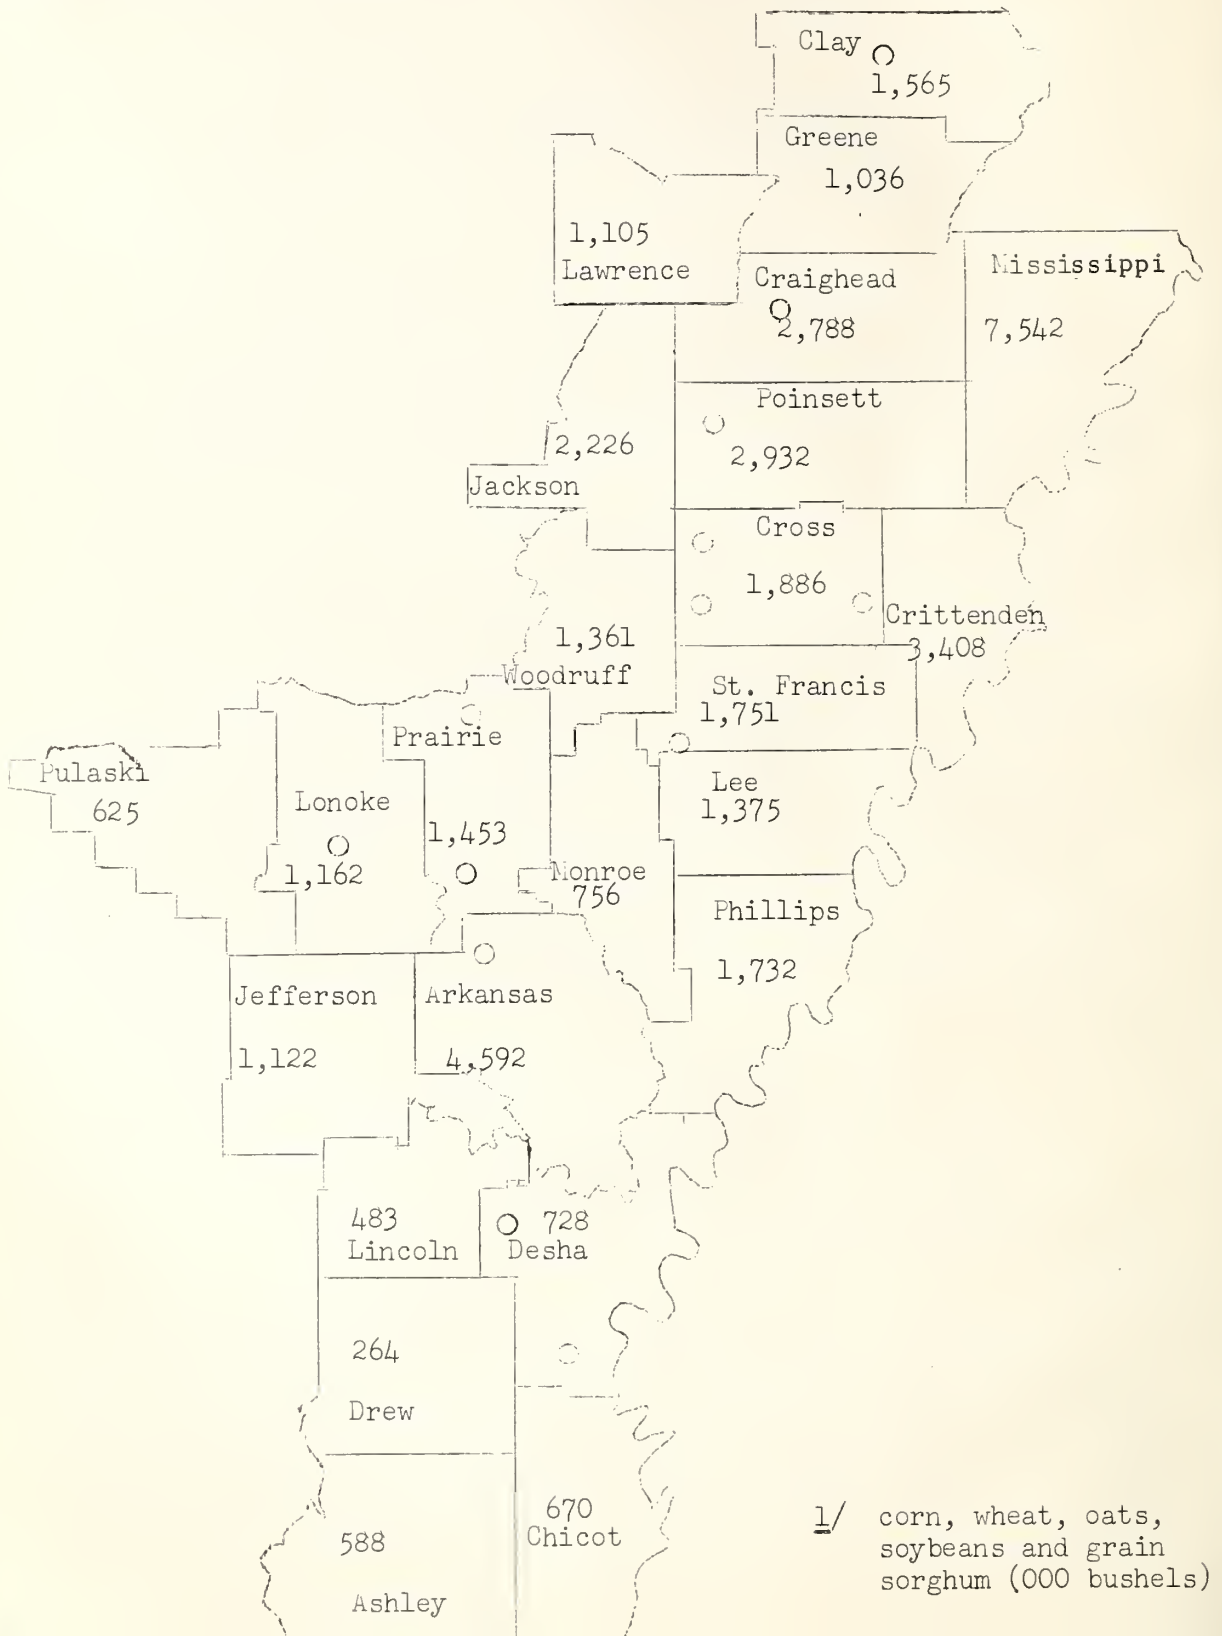 Clay
1,565
Greene
1,036
1,105
Lawrence
Craighead
2,788
Mississippi
7,542
Poinsett
2,932
2,226
Jackson
Cross
1,886
Crittenden
3,408
1,361
Woodruff
St. Francis
1,751
Prairie
1,453
Pulaski
625
Lonoke
1,162
Lee
1,375
Monroe
756
Phillips
1,732
Jefferson
1,122
Arkansas
4,592
483
Lincoln
728
Desha
264
Drew
670
Chicot
588
Ashley
1/ corn, wheat, oats,
soybeans and grain
sorghum (000 bushels)